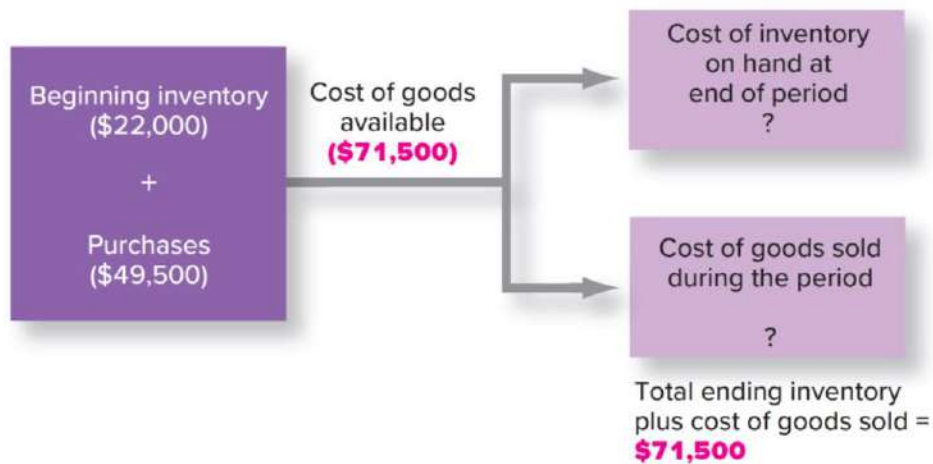 Beginning inventory
($22,000)
+
Purchases
($49,500)
Cost of goods
available
($71,500)
Cost of inventory
on hand at
end of period
?
Cost of goods sold
during the period
?
Total ending inventory
plus cost of goods sold =
$71,500